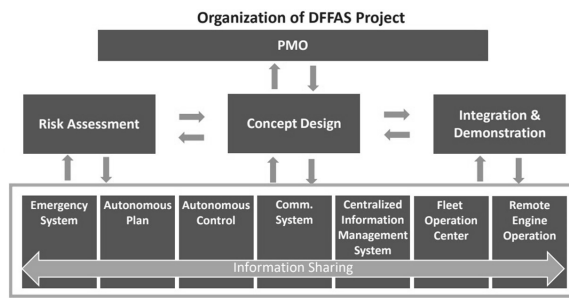 Organization of DFFAS Project
PMO
Risk Assessment
Concept Design
Integration &
Demonstration
Emergency
System
Autonomous
Plan
Autonomous
Control
Comm.
System
Centralized
Information
Management
System
Fleet
Operation
Center
Remote
Engine
Operation
Information Sharing